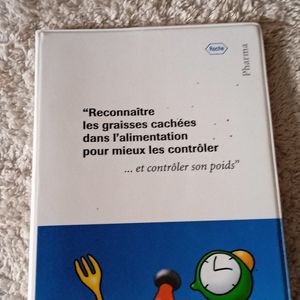 Roche
Pharma
“Reconnaître
les graisses cachées
dans l’alimentation
pour mieux les contrôler
... et contrôler son poids”